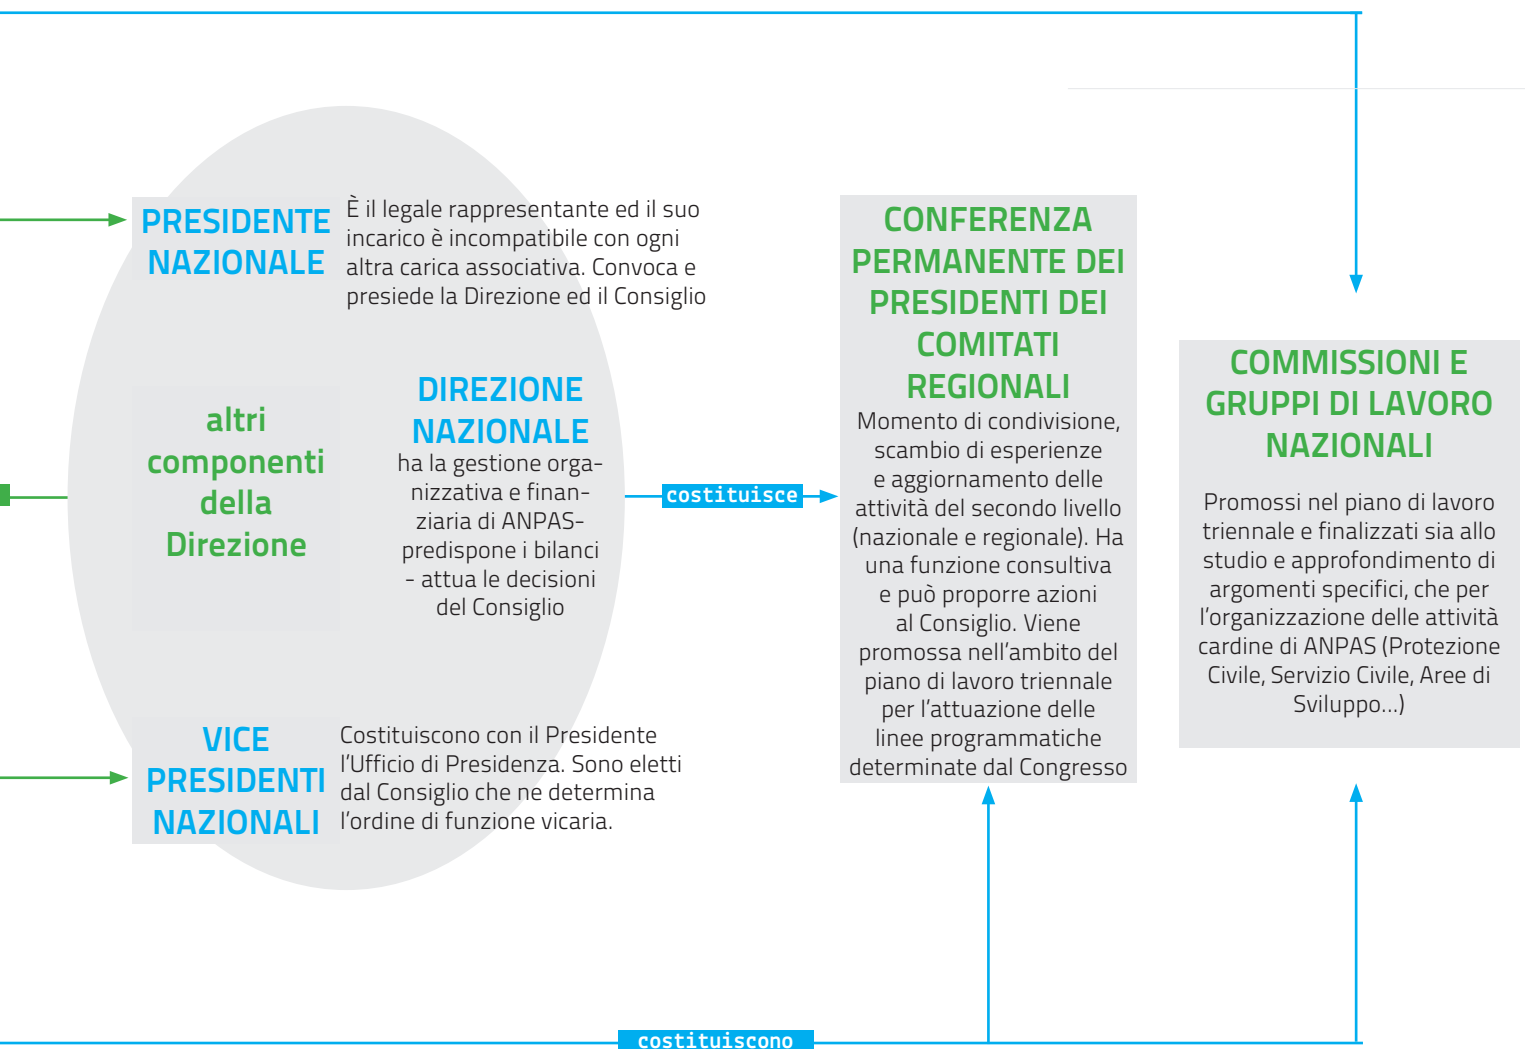 PRESIDENTE
NAZIONALE
È il legale rappresentante ed il suo
incarico è incompatibile con ogni
altra carica associativa. Convoca e
presiede la Direzione ed il Consiglio
altri
componenti
della
Direzione
DIREZIONE
NAZIONALE
ha la gestione orga-
nizzativa e finan-
ziaria di ANPAS-
predispone i bilanci
- attua le decisioni
del Consiglio
VICE
PRESIDENTI
NAZIONALI
Costituiscono con il Presidente
l'Ufficio di Presidenza. Sono eletti
dal Consiglio che ne determina
l'ordine di funzione vicaria.
costituisce
CONFERENZA
PERMANENTE DEI
PRESIDENTI DEI
COMITATI
REGIONALI
Momento di condivisione,
scambio di esperienze
e aggiornamento delle
attività del secondo livello
(nazionale e regionale). Ha
una funzione consultiva
e può proporre azioni
al Consiglio. Viene
promossa nell'ambito del
piano di lavoro triennale
per l'attuazione delle
linee programmatiche
determinate dal Congresso
COMMISSIONI E
GRUPPI DI LAVORO
NAZIONALI
Promossi nel piano di lavoro
triennale e finalizzati sia allo
studio e approfondimento di
argomenti specifici, che per
l'organizzazione delle attività
cardine di ANPAS (Protezione
Civile, Servizio Civile, Aree di
Sviluppo...)
costituiscono